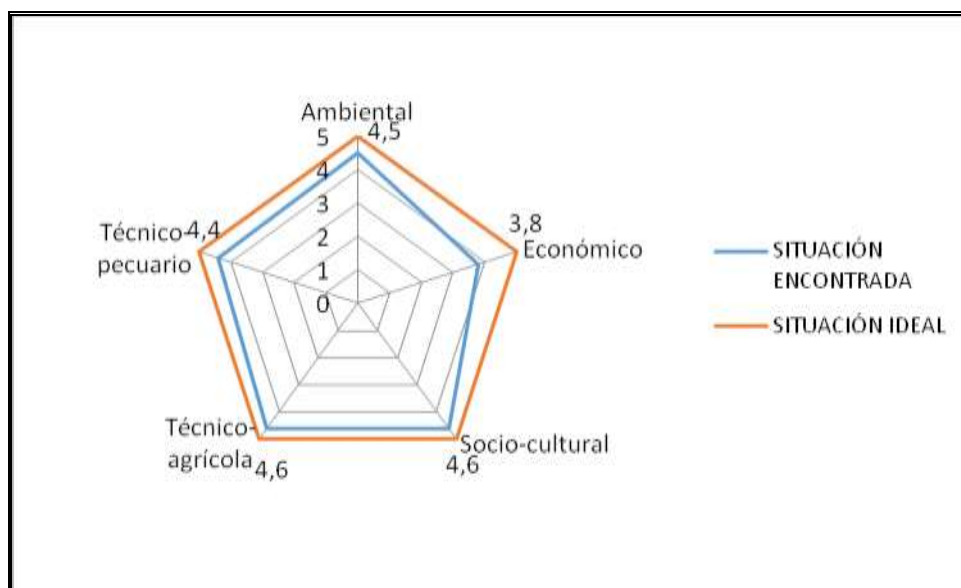 Ambiental
4,5
5
4
3
2
1
0
3,8
Económico
Socio-cultural
4,6
Técnico-
agrícola
4,6
Técnico
pecuario
4,4
SITUACIÓN
ENCONTRADA
SITUACIÓN IDEAL